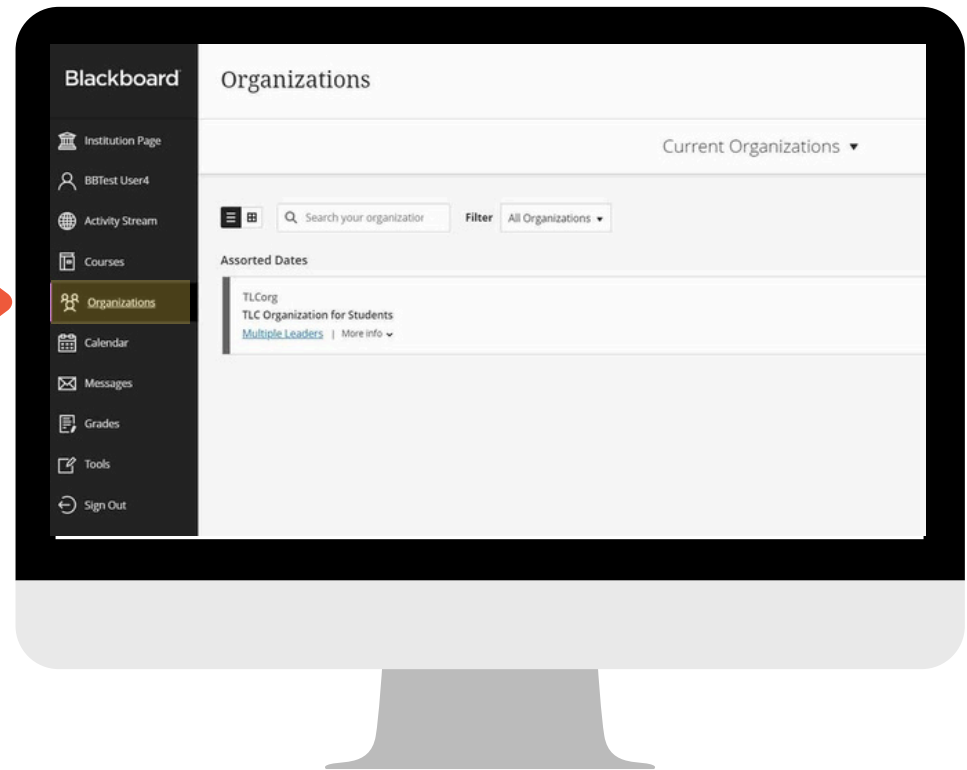 Blackboard
Organizations
Institution Page
Current Organizations
BBTest User4
Activity Stream
Search your organizatior
Filter
All Organizations
Courses
Assorted Dates
Organizations
TLCorg
TLC Organization for Students
Multiple Leaders | More info
Calendar
Messages
Grades
Tools
Sign Out